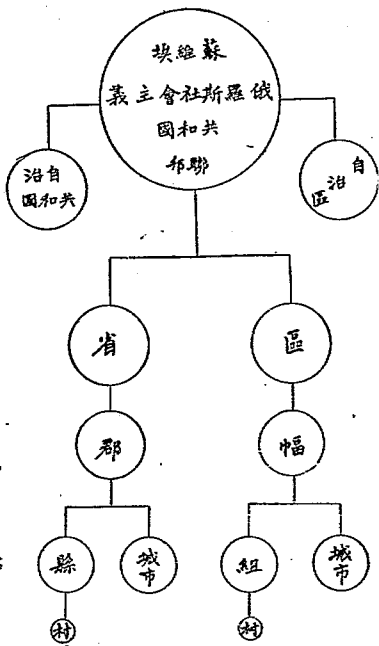 蘇維埃
俄羅斯社會主義
共和國
聯邦
自治
共和國
自治區
省
區
郡
幅
縣
城市
組
城市
村
村